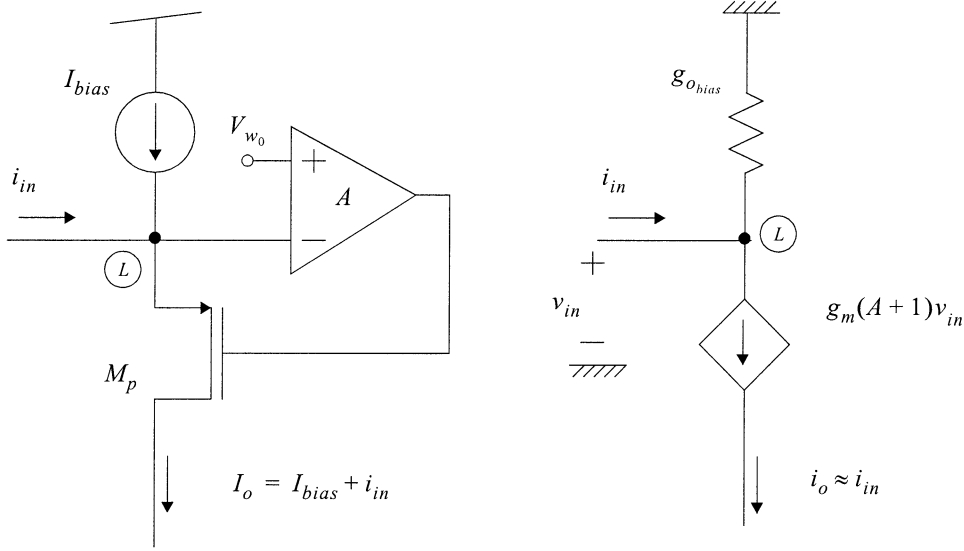 I_bias
V_w0
i_in
+
A
−
L
M_p
I_o = I_bias + i_in
g_o_bias
i_in
L
+
v_in
−
g_m(A + 1)v_in
i_o ≈ i_in